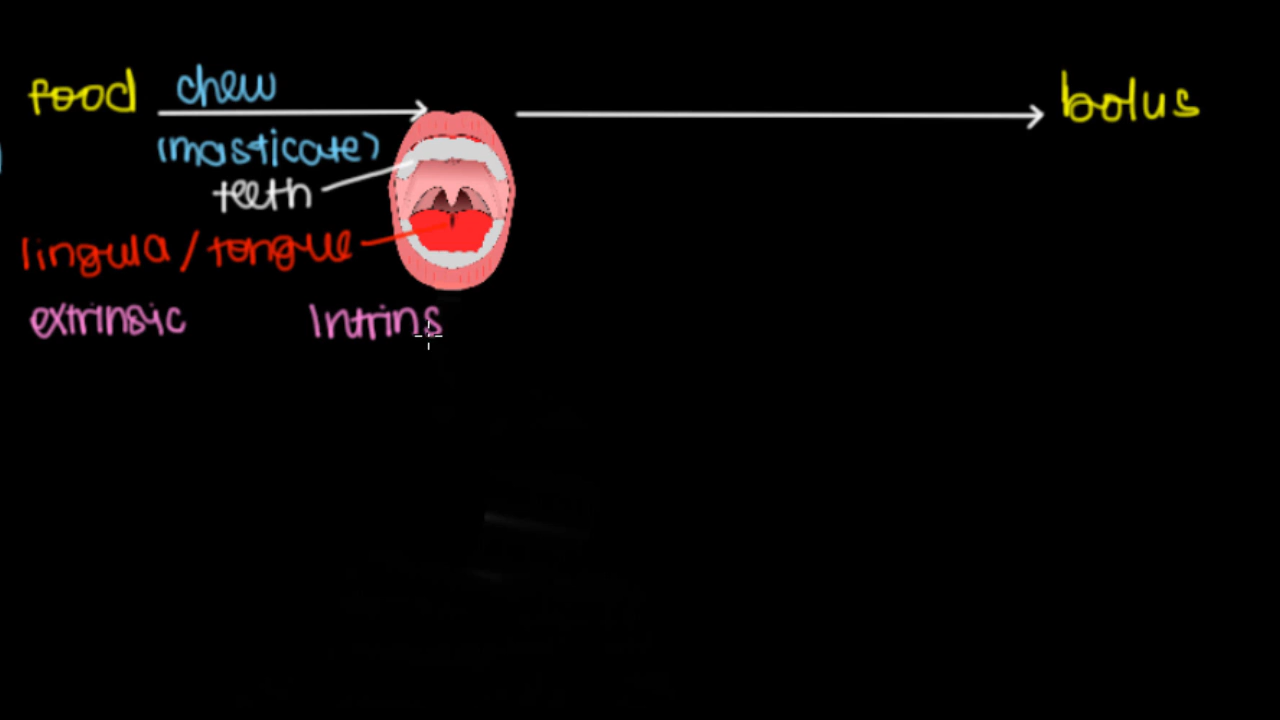 food chew bolus
(masticate)
teeth
lingula/tongue
extrinsic Intrins